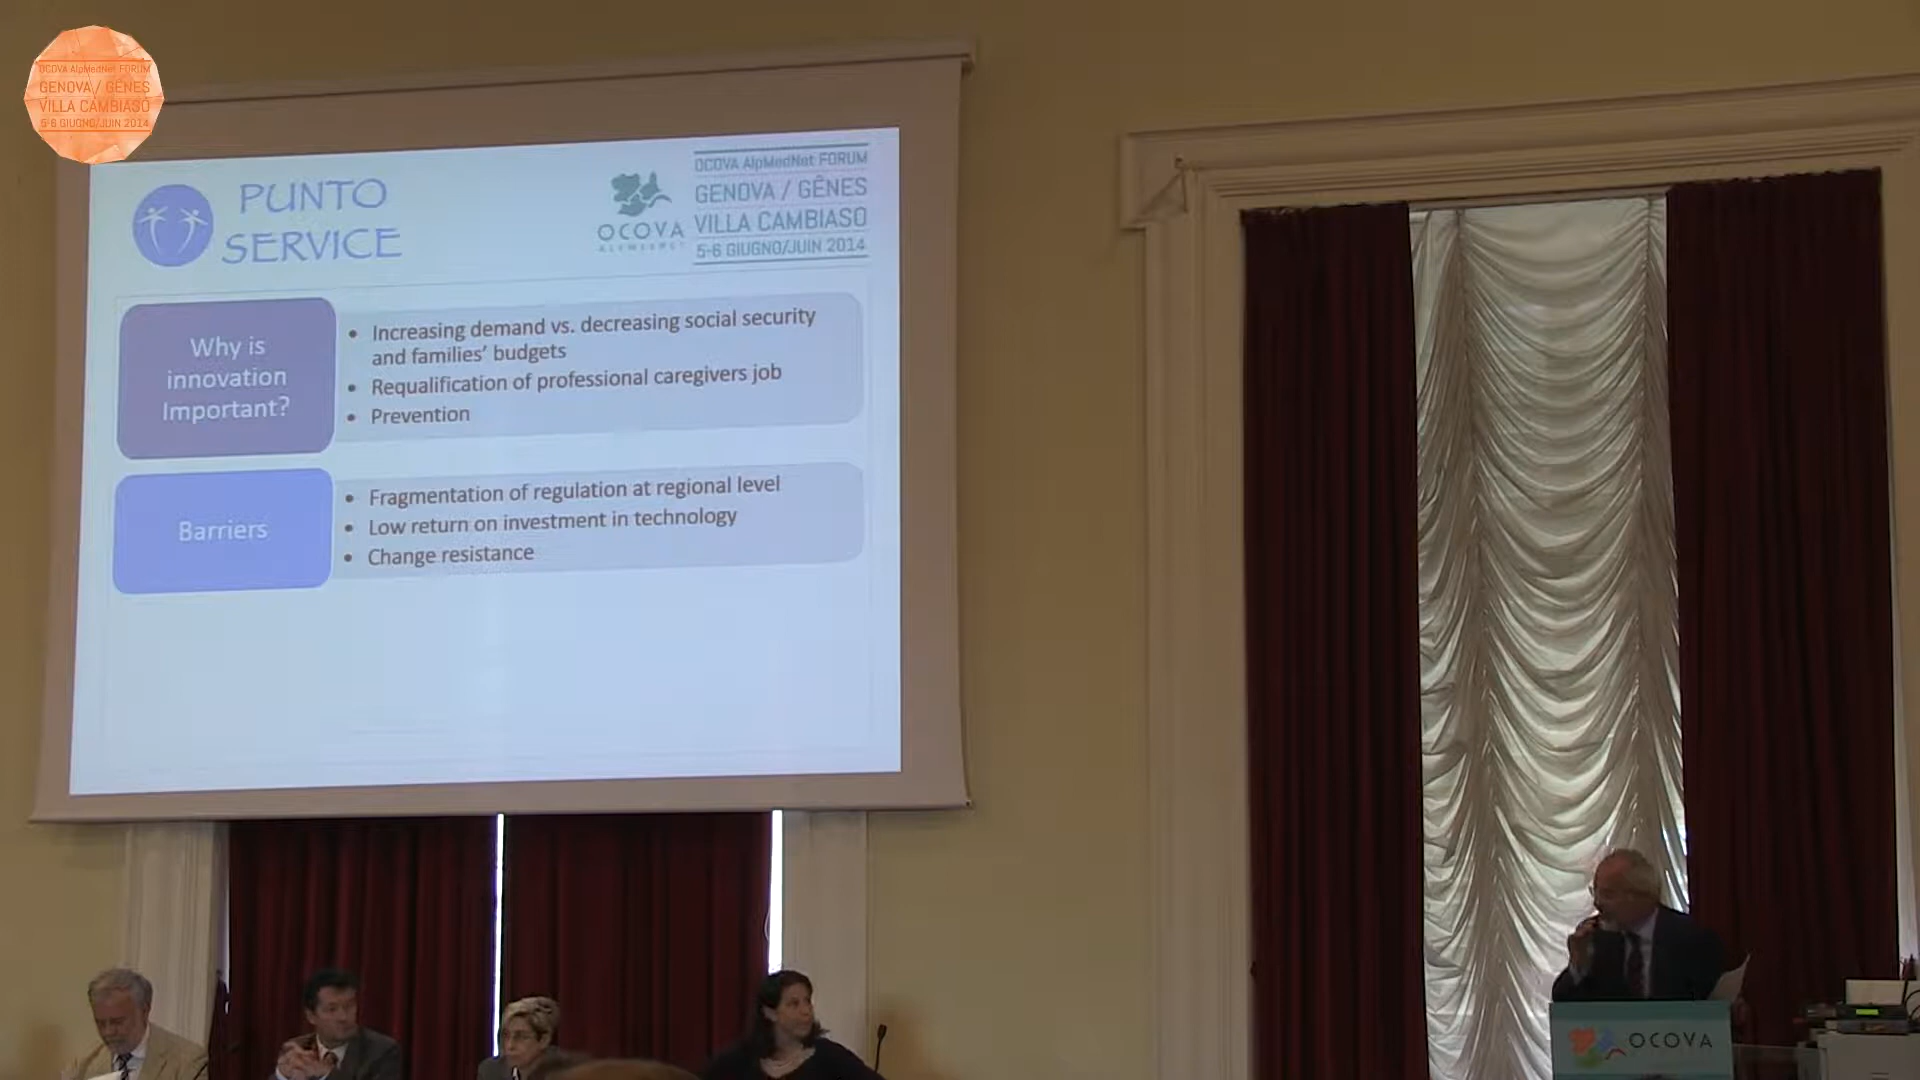 OCOVA AlpMedNet FORUM
GENOVA / GÊNES
VILLA CAMBIASO
5-6 GIUGNO/JUIN 2014
PUNTO
SERVICE
OCOVA
ALPMEDNET
OCOVA AlpMedNet FORUM
GENOVA / GÊNES
VILLA CAMBIASO
5-6 GIUGNO/JUIN 2014
Why is
innovation
Important?
• Increasing demand vs. decreasing social security
and families’ budgets
• Requalification of professional caregivers job
• Prevention
Barriers
• Fragmentation of regulation at regional level
• Low return on investment in technology
• Change resistance
OCOVA